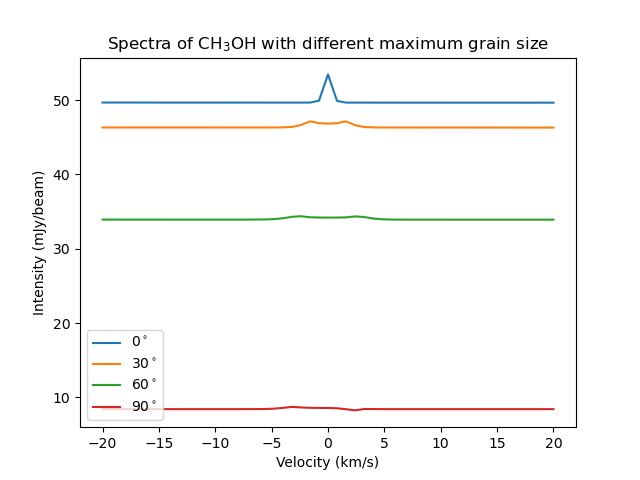 Spectra of CH₃OH with different maximum grain size
Intensity (mJy/beam)
50
40
30
20
10
0°
30°
60°
90°
−20 −15 −10 −5 0 5 10 15 20
Velocity (km/s)